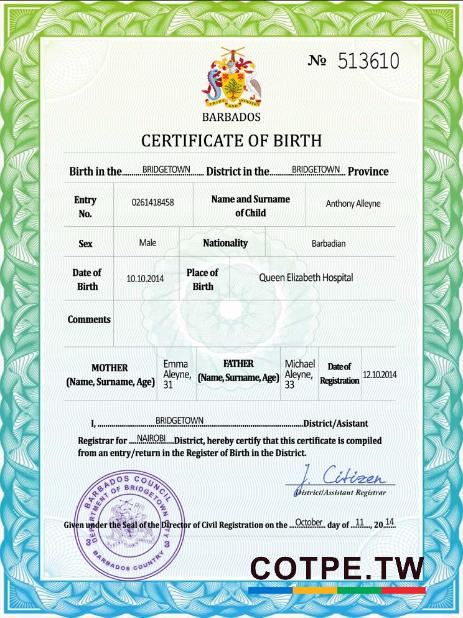 № 513610
BARBADOS
CERTIFICATE OF BIRTH
Birth in the BRIDGETOWN District in the BRIDGETOWN Province
Entry No. 0261418458 Name and Surname of Child Anthony Alleyne
Sex Male Nationality Barbadian
Date of Birth 10.10.2014 Place of Birth Queen Elizabeth Hospital
Comments
MOTHER (Name, Surname, Age) Emma Aleyne, 31 FATHER (Name, Surname, Age) Michael Aleyne, 33 Date of Registration 12.10.2014
I, BRIDGETOWN District/Asistant
Registrar for NAIROBI District, hereby certify that this certificate is compiled
from an entry/return in the Register of Birth in the District.
J. Citizen
District/Assistant Registrar
BARBADOS COUNCIL
DEPARTMENT OF BRIDGETOWN
BARBADOS COUNTRY
Given under the Seal of the Director of Civil Registration on the October day of 11, 2014
COTPE.TW